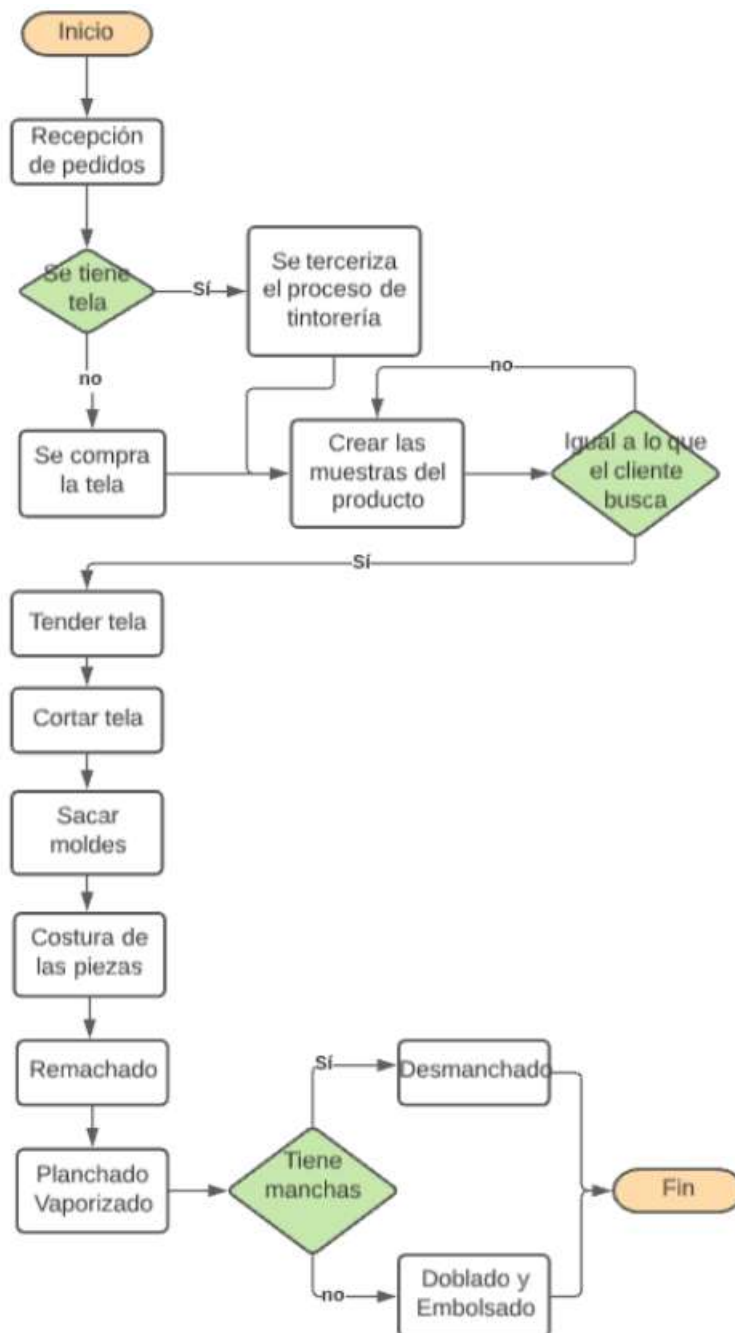 Inicio
Recepción
de pedidos
Se tiene
tela
Sí
Se terceriza
el proceso de
tintorería
no
Se compra
la tela
Crear las
muestras del
producto
no
Igual a lo que
el cliente
busca
Sí
Tender tela
Cortar tela
Sacar
moldes
Costura de
las piezas
Remachado
Planchado
Vaporizado
Tiene
manchas
Sí
Desmanchado
no
Doblado y
Embolsado
Fin